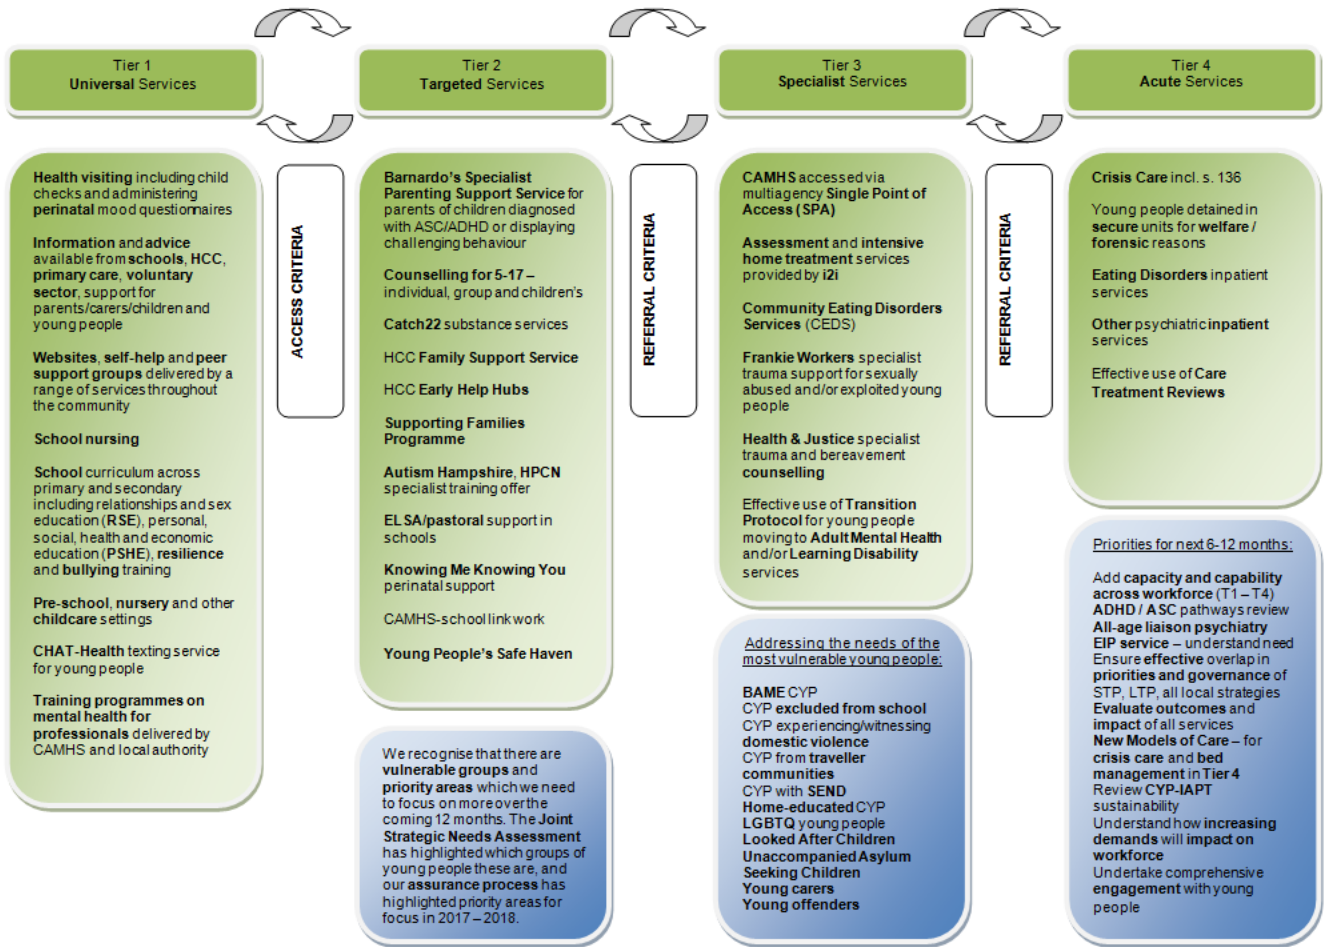 Tier 1
Universal Services
Tier 2
Targeted Services
Tier 3
Specialist Services
Tier 4
Acute Services
Health visiting including child
checks and administering
perinatal mood questionnaires
Information and advice
available from schools, HCC,
primary care, voluntary
sector, support for
parents/carers/children and
young people
Websites, self-help and peer
support groups delivered by a
range of services throughout
the community
School nursing
School curriculum across
primary and secondary
including relationships and sex
education (RSE), personal,
social, health and economic
education (PSHE), resilience
and bullying training
Pre-school, nursery and other
childcare settings
CHAT-Health texting service
for young people
Training programmes on
mental health for
professionals delivered by
CAMHS and local authority
ACCESS CRITERIA
Barnardo's Specialist
Parenting Support Service for
parents of children diagnosed
with ASC/ADHD or displaying
challenging behaviour
Counselling for 5-17 –
individual, group and children's
Catch22 substance services
HCC Family Support Service
HCC Early Help Hubs
Supporting Families
Programme
Autism Hampshire, HPCN
specialist training offer
ELSA/pastoral support in
schools
Knowing Me Knowing You
perinatal support
CAMHS-school link work
Young People's Safe Haven
We recognise that there are
vulnerable groups and
priority areas which we need
to focus on more over the
coming 12 months. The Joint
Strategic Needs Assessment
has highlighted which groups of
young people these are, and
our assurance process has
highlighted priority areas for
focus in 2017 – 2018.
REFERRAL CRITERIA
CAMHS accessed via
multiagency Single Point of
Access (SPA)
Assessment and intensive
home treatment services
provided by i2i
Community Eating Disorders
Services (CEDS)
Frankie Workers specialist
trauma support for sexually
abused and/or exploited young
people
Health & Justice specialist
trauma and bereavement
counselling
Effective use of Transition
Protocol for young people
moving to Adult Mental Health
and/or Learning Disability
services
Addressing the needs of the
most vulnerable young people:
BAME CYP
CYP excluded from school
CYP experiencing/witnessing
domestic violence
CYP from traveller
communities
CYP with SEND
Home-educated CYP
LGBTQ young people
Looked After Children
Unaccompanied Asylum
Seeking Children
Young carers
Young offenders
REFERRAL CRITERIA
Crisis Care incl. s. 136
Young people detained in
secure units for welfare /
forensic reasons
Eating Disorders inpatient
services
Other psychiatric inpatient
services
Effective use of Care
Treatment Reviews
Priorities for next 6-12 months:
Add capacity and capability
across workforce (T1 – T4)
ADHD / ASC pathways review
All-age liaison psychiatry
EIP service – understand need
Ensure effective overlap in
priorities and governance of
STP, LTP, all local strategies
Evaluate outcomes and
impact of all services
New Models of Care – for
crisis care and bed
management in Tier 4
Review CYP-IAPT
sustainability
Understand how increasing
demands will impact on
workforce
Undertake comprehensive
engagement with young
people